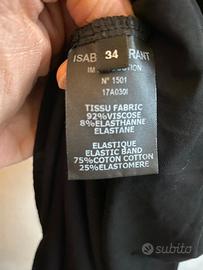 ISAB
34
RANT
N° 1501
17A030I
TISSU FABRIC
92%VISCOSE
8%ELASTHANNE
ELASTANE
ELASTIQUE
ELASTIC BAND
75%COTON COTTON
25%ELASTOMERE
subito